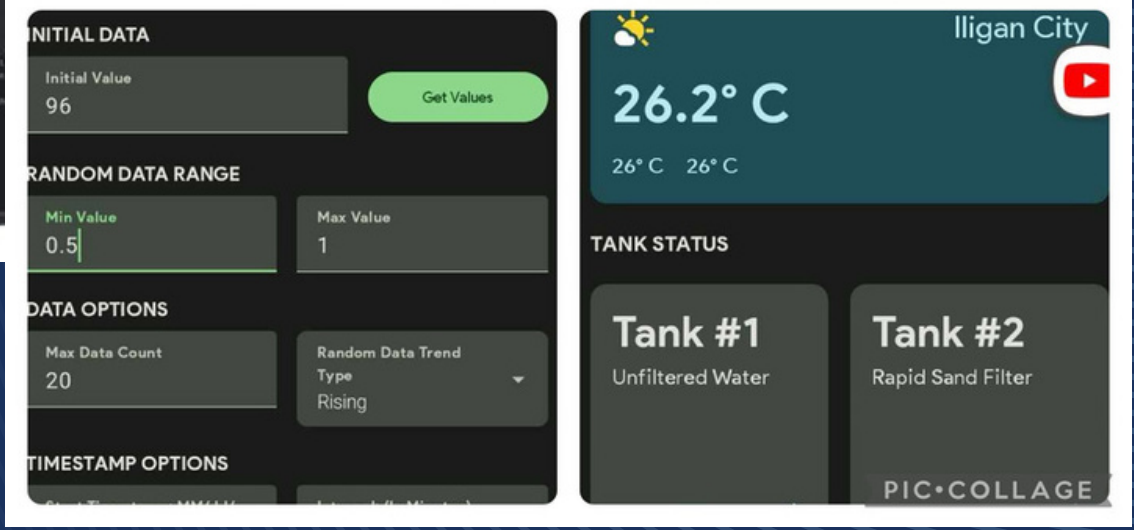 INITIAL DATA
Initial Value
96
Get Values
RANDOM DATA RANGE
Min Value
0.5
Max Value
1
DATA OPTIONS
Max Data Count
20
Random Data Trend
Type
Rising
TIMESTAMP OPTIONS
Iligan City
26.2° C
26° C 26° C
TANK STATUS
Tank #1
Unfiltered Water
Tank #2
Rapid Sand Filter
PIC•COLLAGE